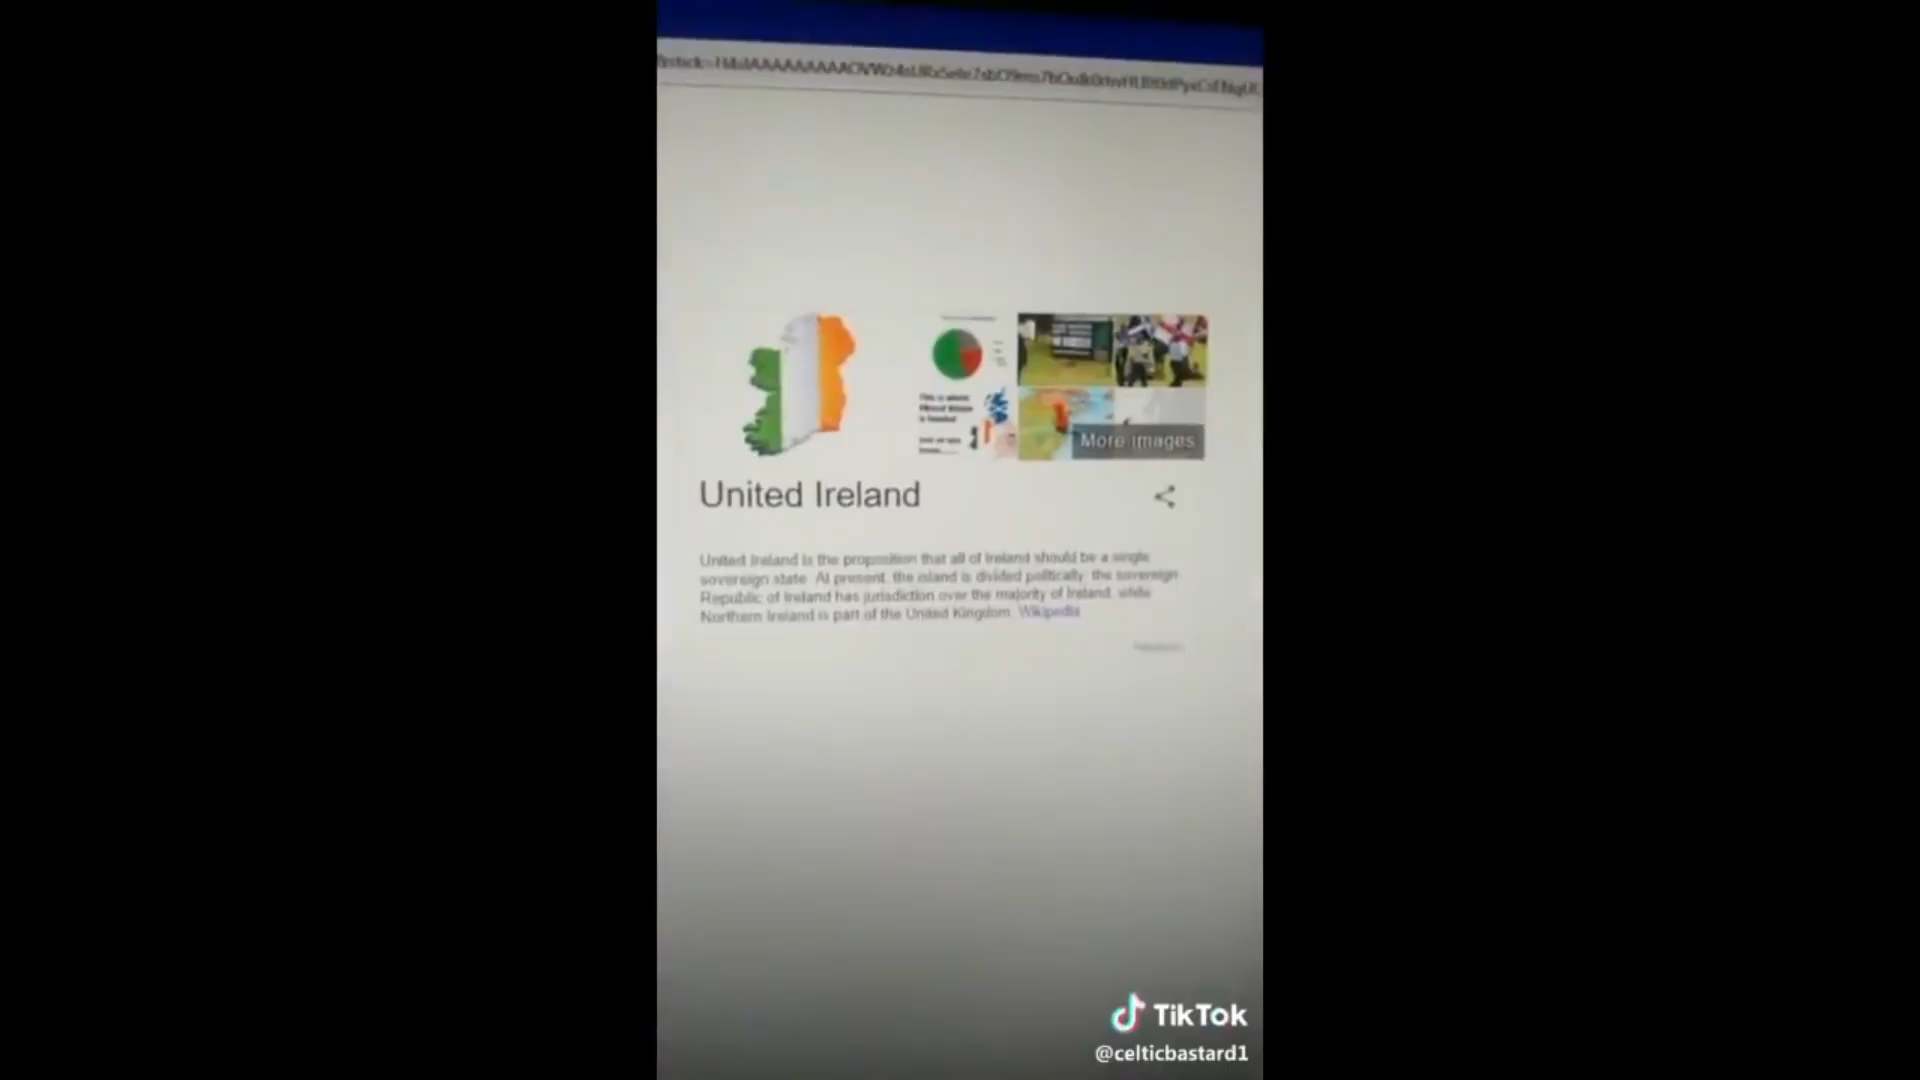 More images
United Ireland
United Ireland is the proposition that all of Ireland should be a single
sovereign state. At present, the island is divided politically; the sovereign
Republic of Ireland has jurisdiction over the majority of Ireland, while
Northern Ireland is part of the United Kingdom. Wikipedia
TikTok
@celticbastard1